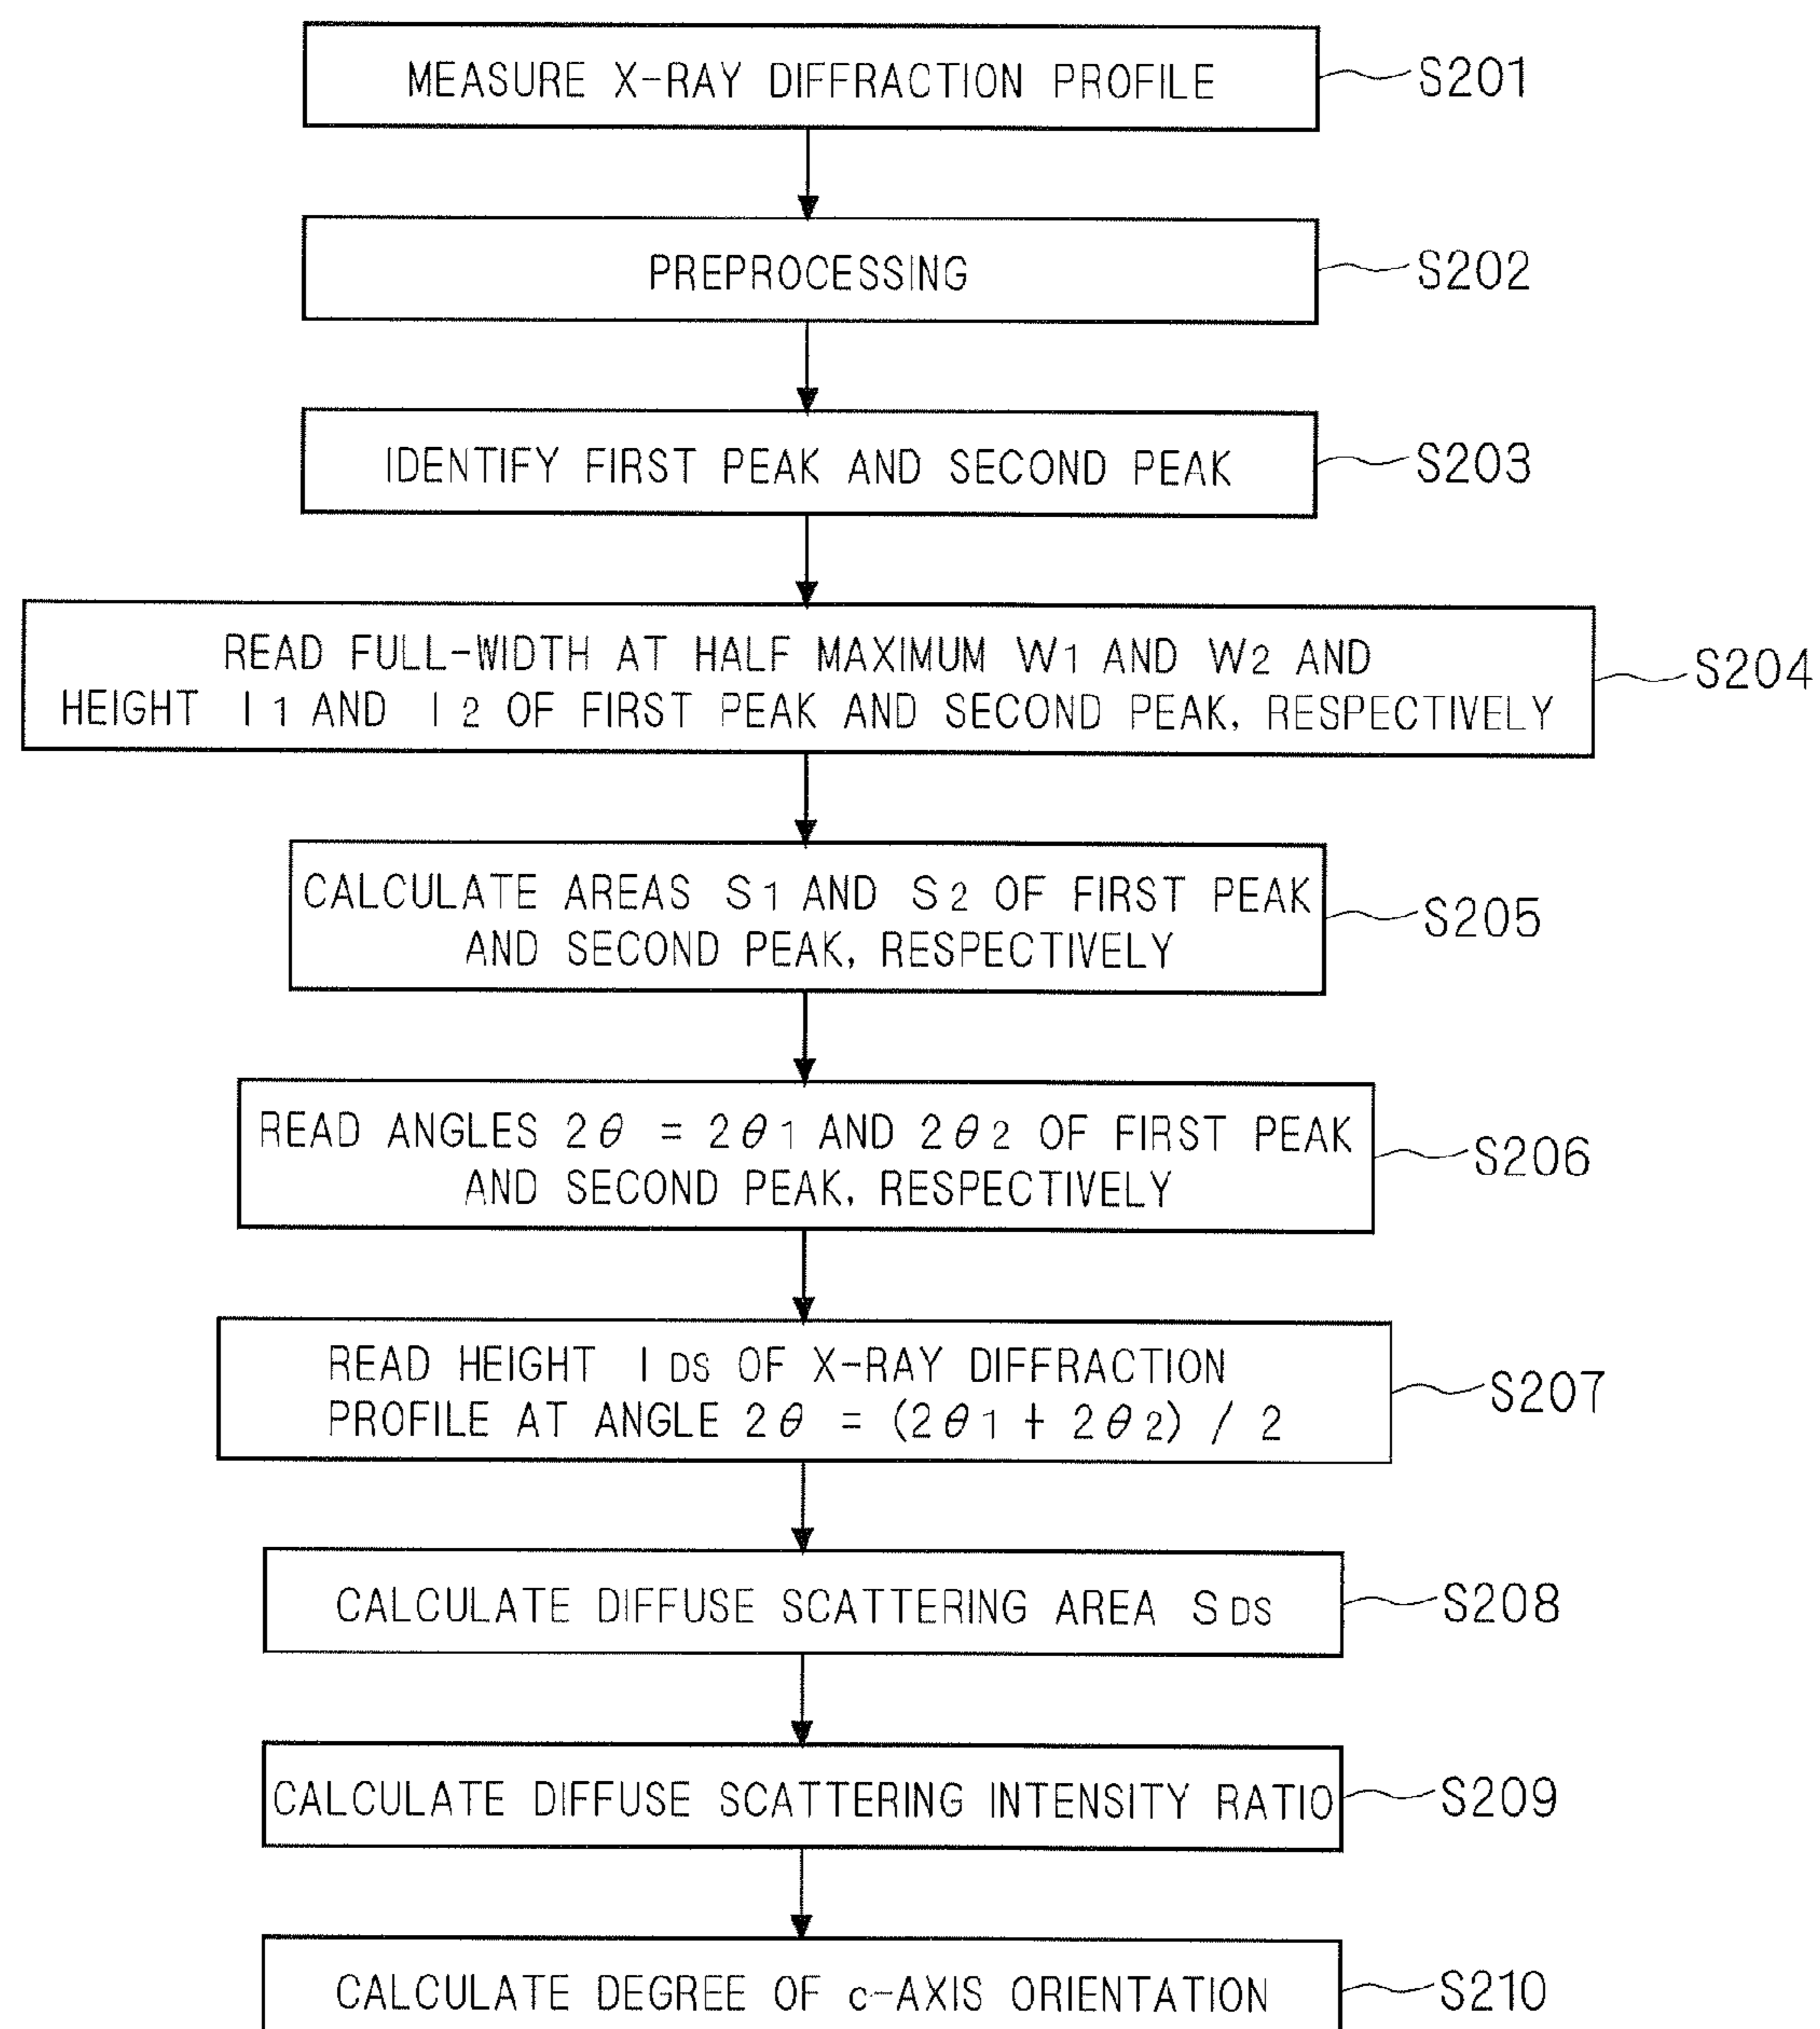 MEASURE X-RAY DIFFRACTION PROFILE
S201
PREPROCESSING
S202
IDENTIFY FIRST PEAK AND SECOND PEAK
S203
READ FULL-WIDTH AT HALF MAXIMUM W1 AND W2 AND
HEIGHT I1 AND I2 OF FIRST PEAK AND SECOND PEAK, RESPECTIVELY
S204
CALCULATE AREAS S1 AND S2 OF FIRST PEAK
AND SECOND PEAK, RESPECTIVELY
S205
READ ANGLES 2θ = 2θ1 AND 2θ2 OF FIRST PEAK
AND SECOND PEAK, RESPECTIVELY
S206
READ HEIGHT IDS OF X-RAY DIFFRACTION
PROFILE AT ANGLE 2θ = (2θ1 + 2θ2) / 2
S207
CALCULATE DIFFUSE SCATTERING AREA SDS
S208
CALCULATE DIFFUSE SCATTERING INTENSITY RATIO
S209
CALCULATE DEGREE OF c-AXIS ORIENTATION
S210